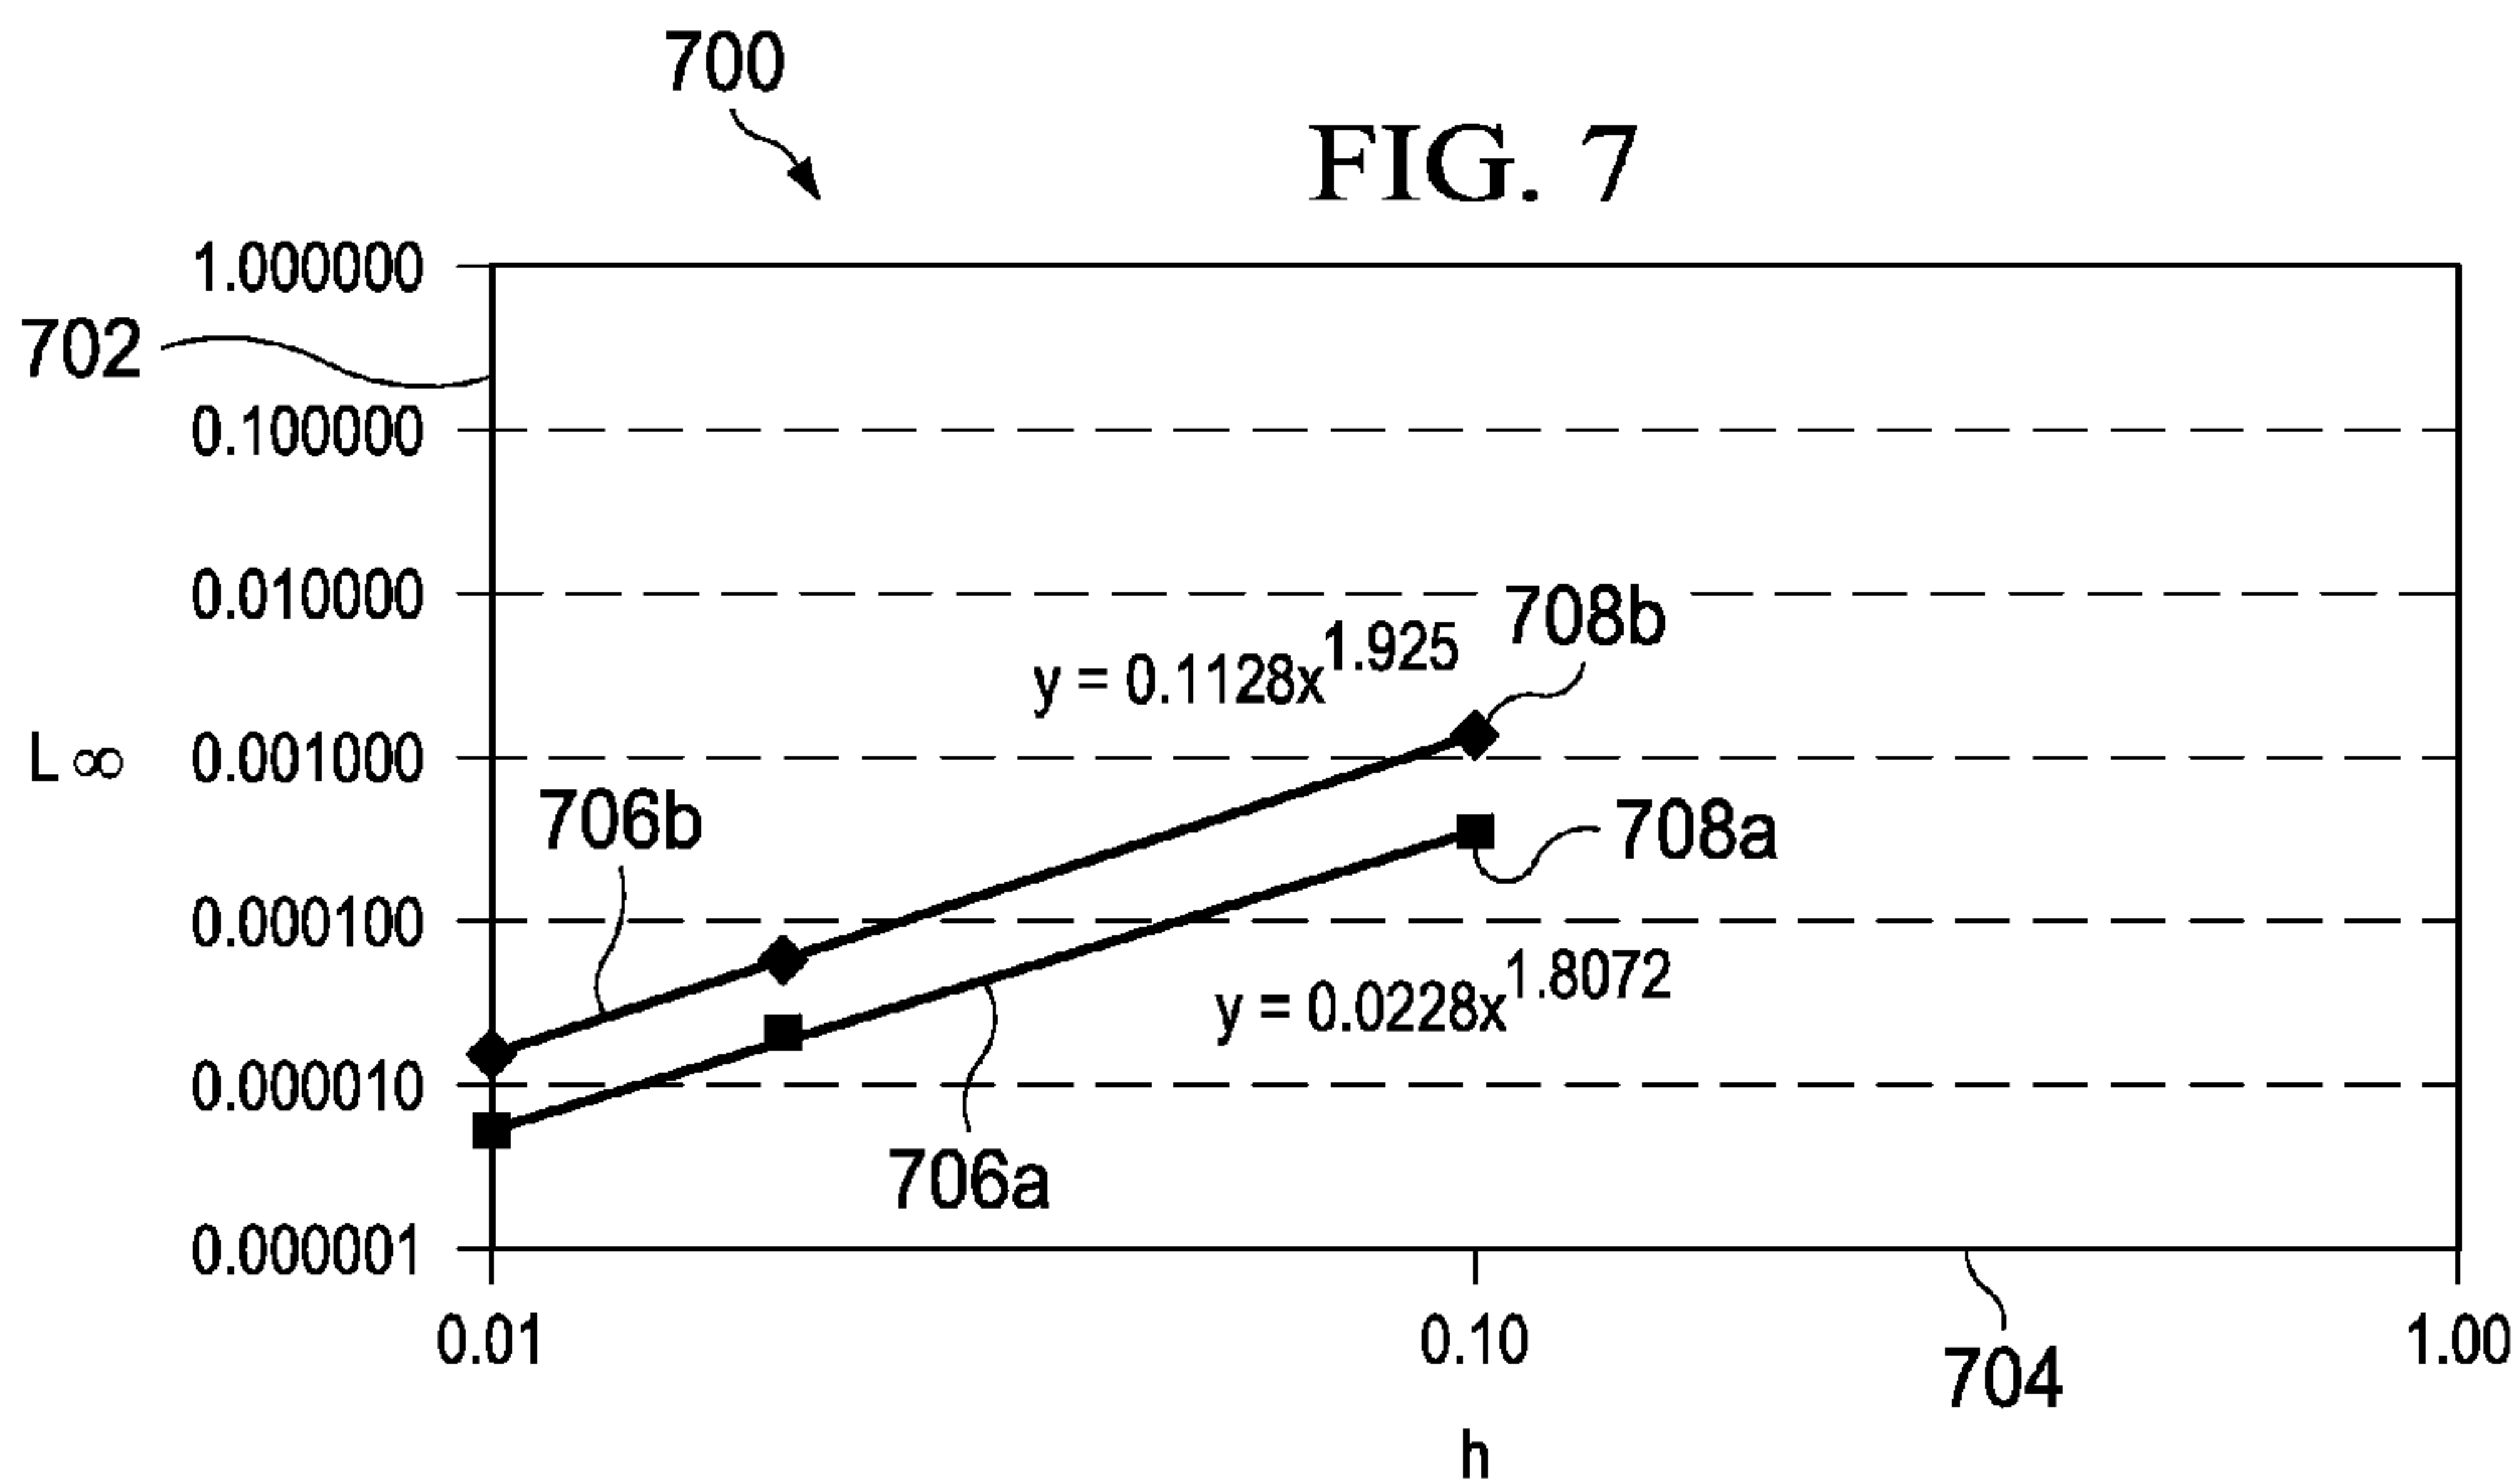 700
FIG. 7
1.000000
702
0.100000
0.010000
708b
y = 0.1128x^1.925
L∞
0.001000
706b
708a
0.000100
y = 0.0228x^1.8072
0.000010
706a
0.000001
0.01
0.10
1.00
704
h